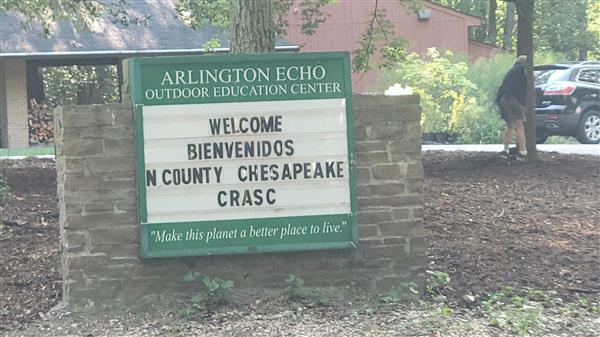 ARLINGTON ECHO
OUTDOOR EDUCATION CENTER
WELCOME
BIENVENIDOS
N COUNTY CHESAPEAKE
CRASC
"Make this planet a better place to live."